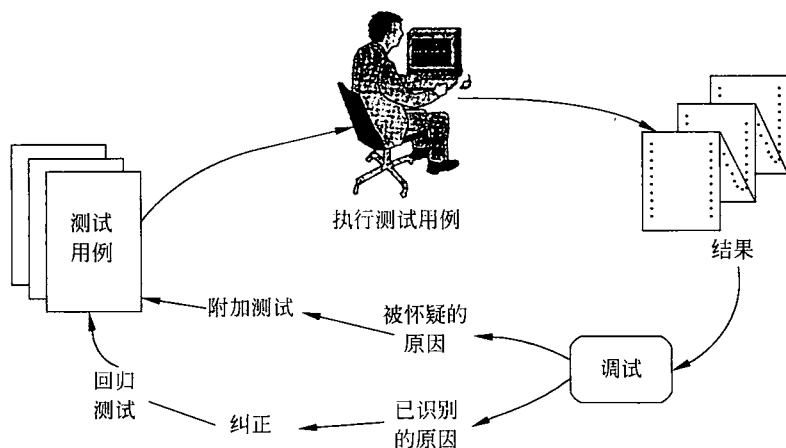 执行测试用例
测试
用例
结果
附加测试
被怀疑的
原因
调试
回归
测试
纠正
已识别
的原因